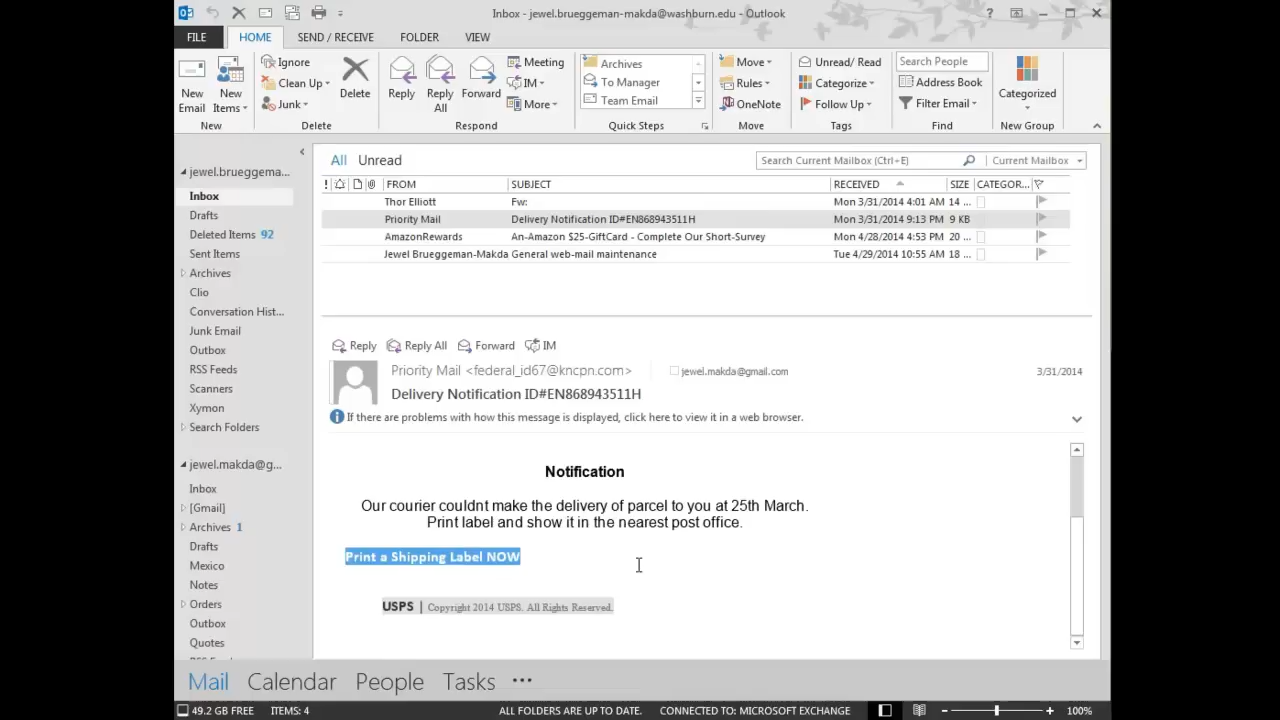 Inbox - jewel.brueggeman-makda@washburn.edu - Outlook
FILE HOME SEND / RECEIVE FOLDER VIEW
New Email
New Items
Ignore
Clean Up
Junk
Delete
Reply
Reply All
Forward
Meeting
IM
More
Archives
To Manager
Team Email
Move
Rules
OneNote
Unread/ Read
Categorize
Follow Up
Search People
Address Book
Filter Email
Categorized
New Delete Respond Quick Steps Move Tags Find New Group
jewel.brueggema...
Inbox
Drafts
Deleted Items 92
Sent Items
Archives
Clio
Conversation Hist...
Junk Email
Outbox
RSS Feeds
Scanners
Xymon
Search Folders
jewel.makda@g...
Inbox
[Gmail]
Archives 1
Drafts
Mexico
Notes
Orders
Outbox
Quotes
All Unread
Search Current Mailbox (Ctrl+E) Current Mailbox
! FROM SUBJECT RECEIVED SIZE CATEGOR...
Thor Elliott Fw: Mon 3/31/2014 4:01 AM 14 ...
Priority Mail Delivery Notification ID#EN868943511H Mon 3/31/2014 9:13 PM 9 KB
AmazonRewards An-Amazon $25-GiftCard - Complete Our Short-Survey Mon 4/28/2014 4:53 PM 20 ...
Jewel Brueggeman-Makda General web-mail maintenance Tue 4/29/2014 10:55 AM 18 ...
Reply Reply All Forward IM
Priority Mail <federal_id67@kncpn.com> jewel.makda@gmail.com 3/31/2014
Delivery Notification ID#EN868943511H
If there are problems with how this message is displayed, click here to view it in a web browser.
Notification
Our courier couldnt make the delivery of parcel to you at 25th March.
Print label and show it in the nearest post office.
Print a Shipping Label NOW
USPS | Copyright 2014 USPS. All Rights Reserved.
Mail Calendar People Tasks ...
49.2 GB FREE ITEMS: 4 ALL FOLDERS ARE UP TO DATE. CONNECTED TO: MICROSOFT EXCHANGE 100%